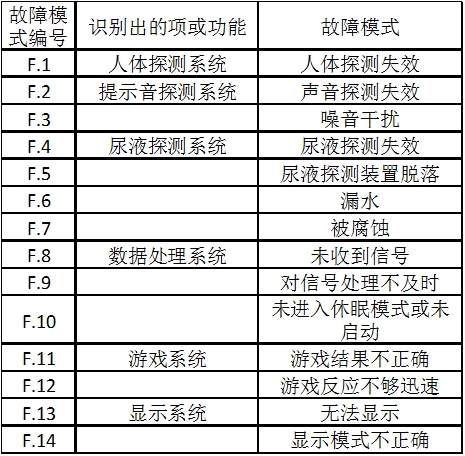 故障模式编号 识别出的项或功能 故障模式
F.1 人体探测系统 人体探测失效
F.2 提示音探测系统 声音探测失效
F.3 噪音干扰
F.4 尿液探测系统 尿液探测失效
F.5 尿液探测装置脱落
F.6 漏水
F.7 被腐蚀
F.8 数据处理系统 未收到信号
F.9 对信号处理不及时
F.10 未进入休眠模式或未启动
F.11 游戏系统 游戏结果不正确
F.12 游戏反应不够迅速
F.13 显示系统 无法显示
F.14 显示模式不正确